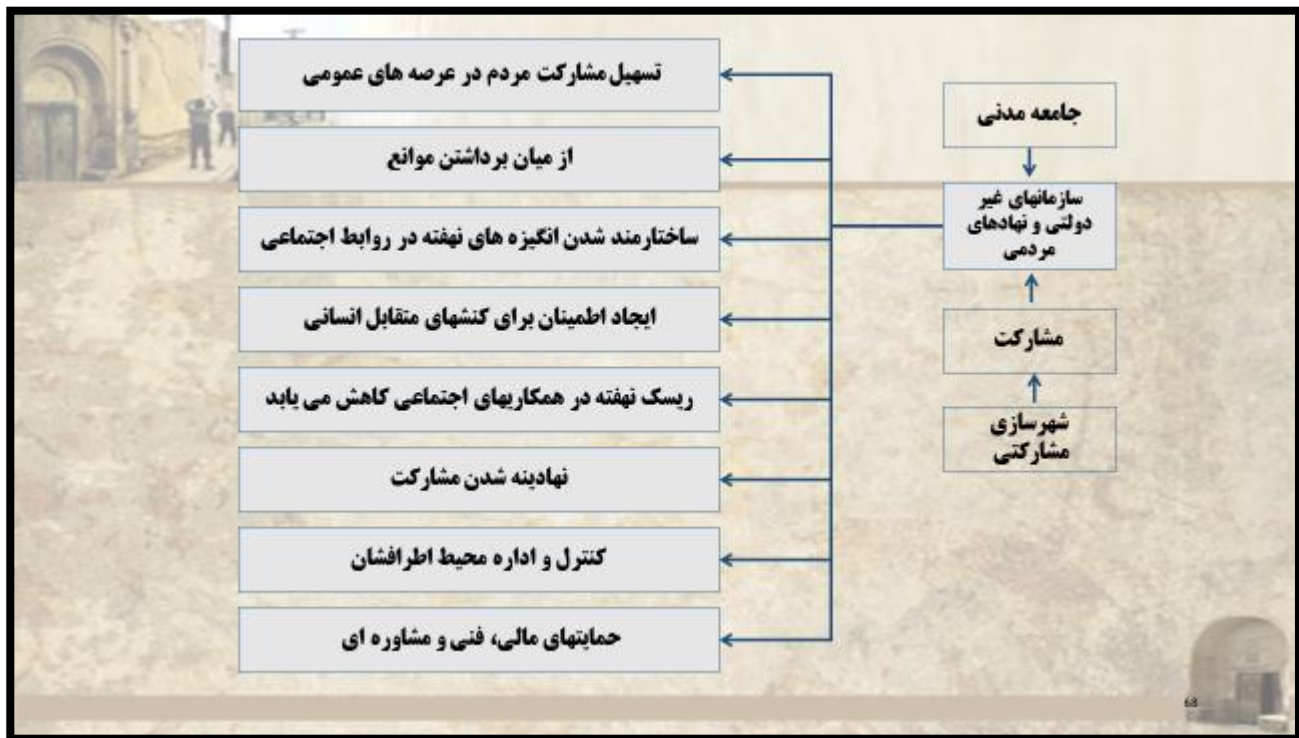 جامعه مدنی
سازمانهای غیر
دولتی و نهادهای
مردمی
مشارکت
شهرسازی
مشارکتی
تسهیل مشارکت مردم در عرصه های عمومی
از میان برداشتن موانع
ساختارمند شدن انگیزه های نهفته در روابط اجتماعی
ایجاد اطمینان برای کنشهای متقابل انسانی
ریسک نهفته در همکاریهای اجتماعی کاهش می یابد
نهادینه شدن مشارکت
کنترل و اداره محیط اطرافشان
حمایتهای مالی، فنی و مشاوره ای
68